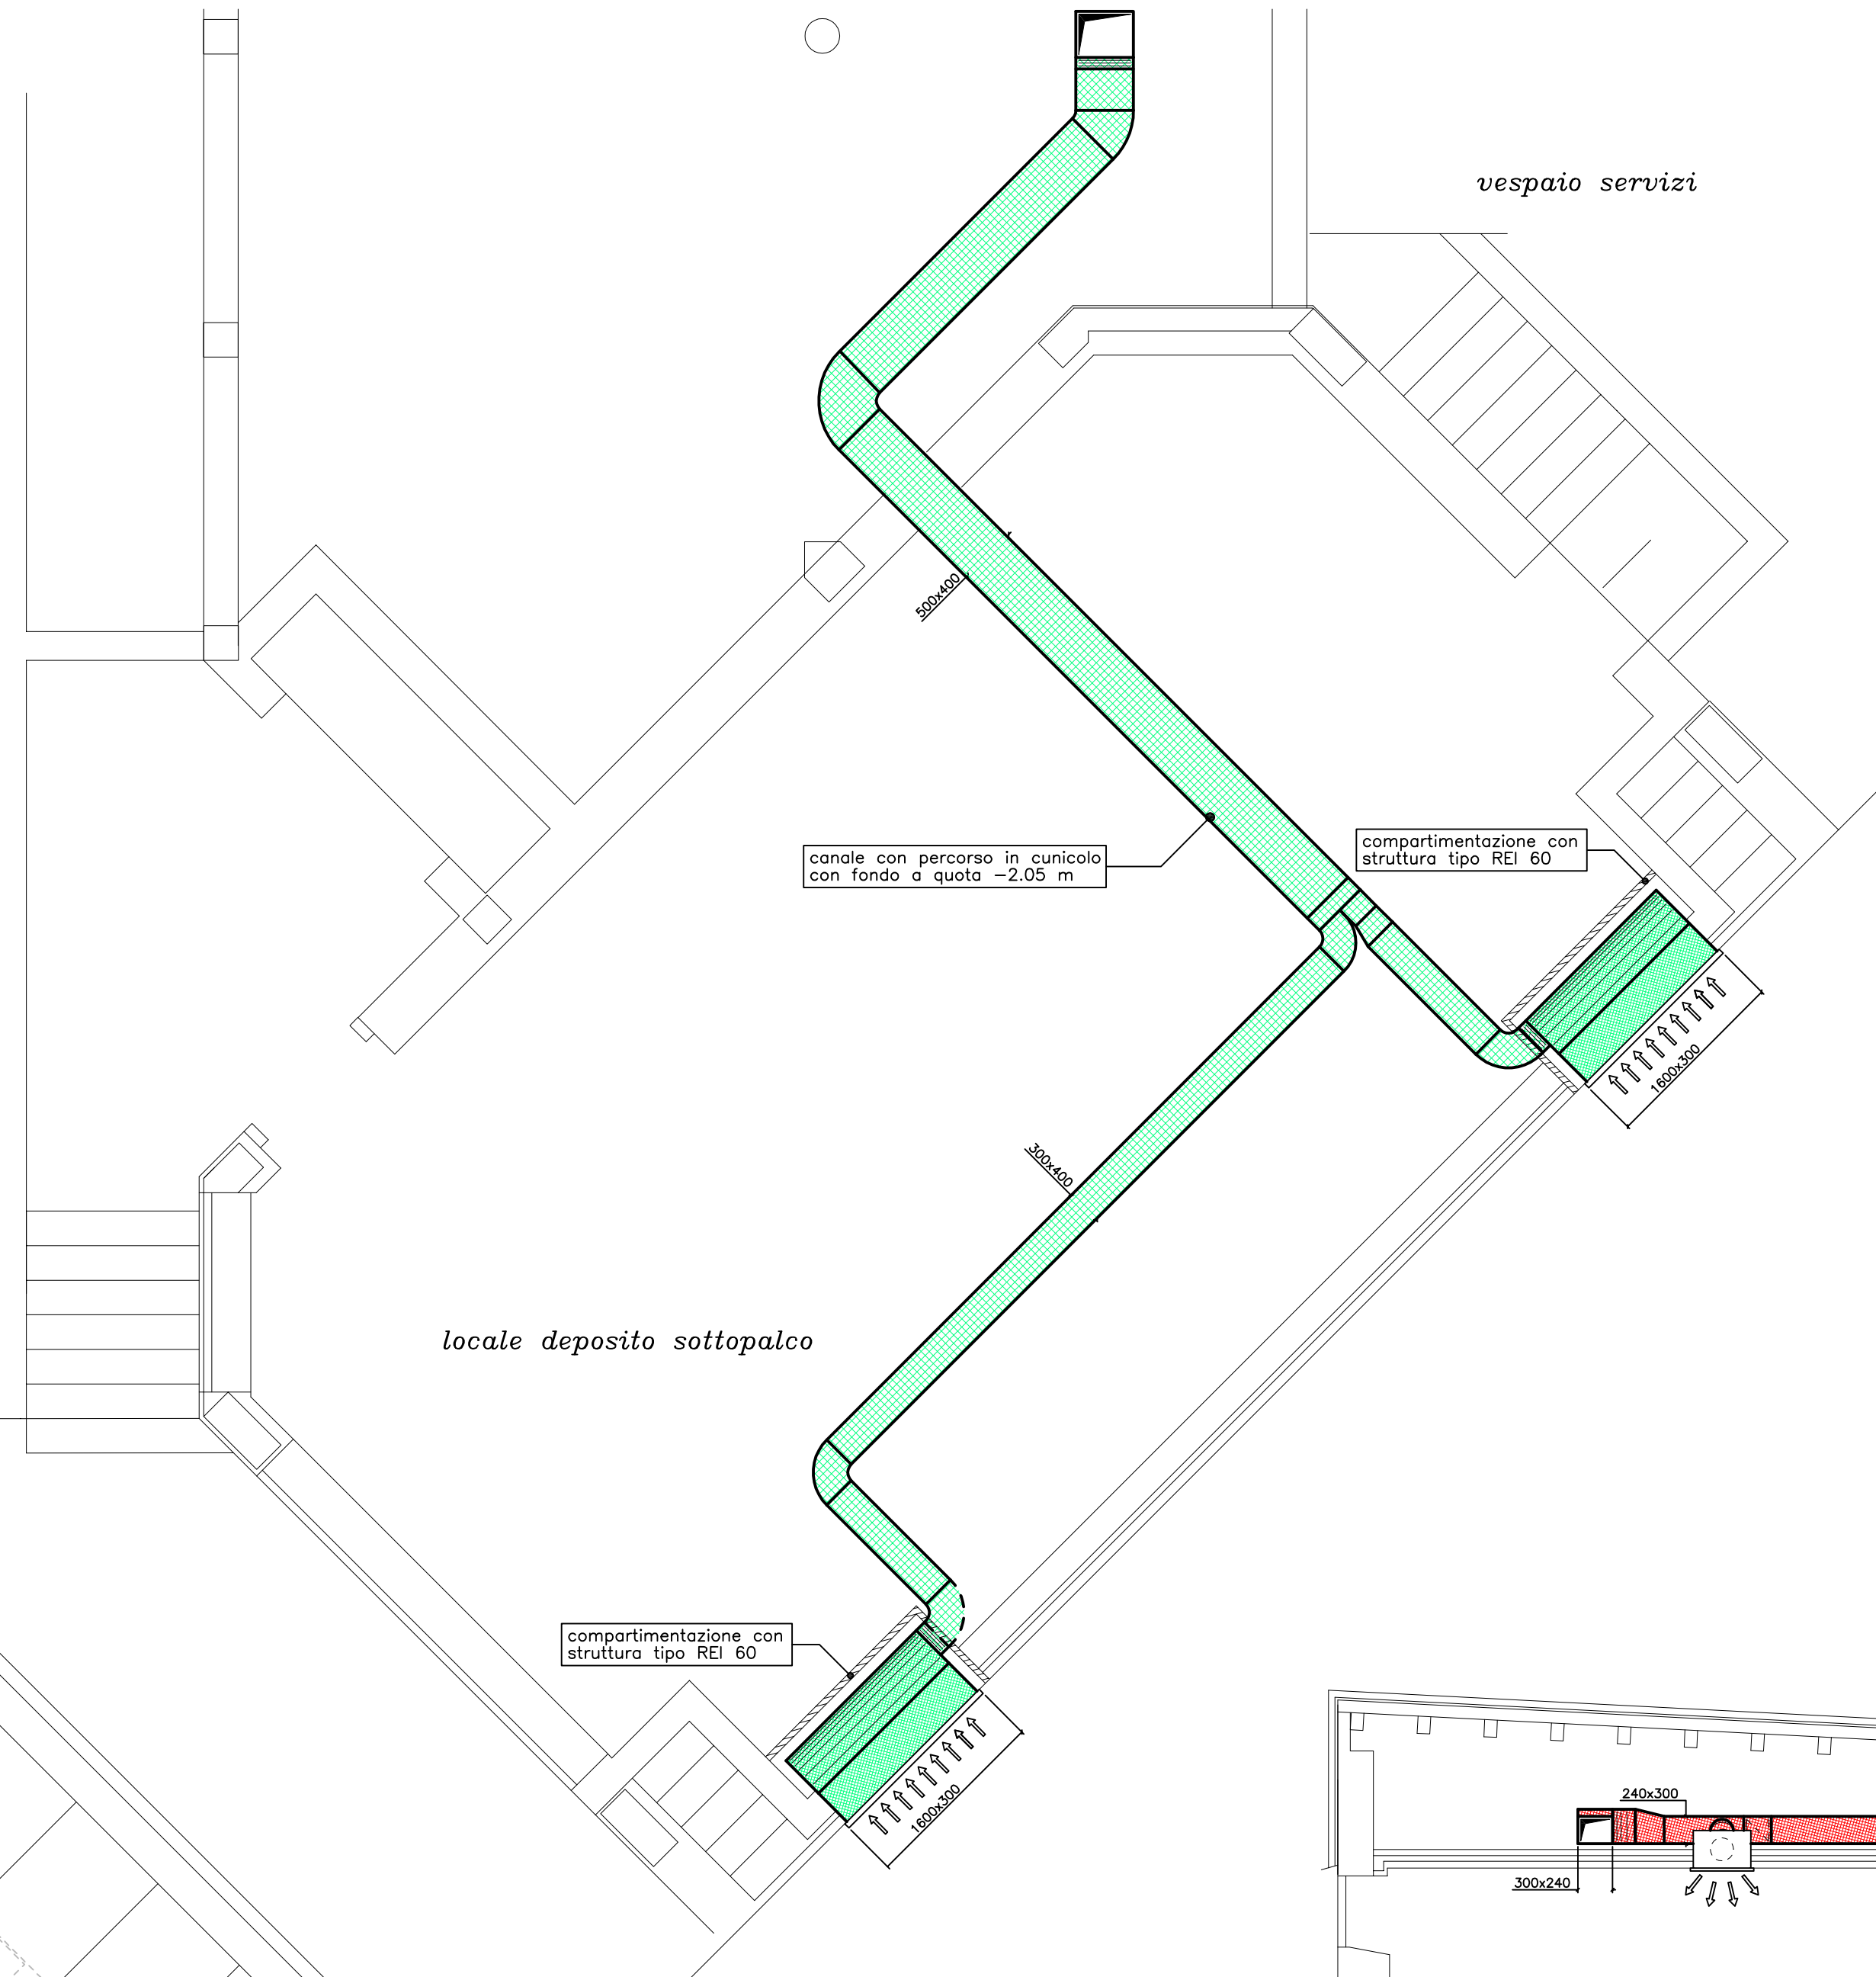 vespaio servizi
500x400
canale con percorso in cunicolo
con fondo a quota −2.05 m
compartimentazione con
struttura tipo REI 60
1600x300
300x400
locale deposito sottopalco
compartimentazione con
struttura tipo REI 60
1600x300
240x300
300x240